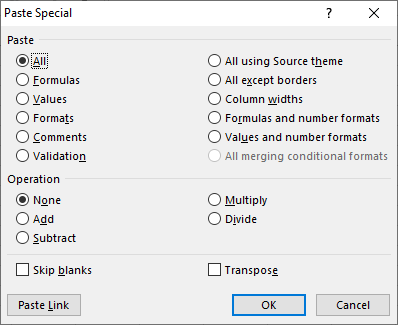 Paste Special
? ×
Paste
All
Formulas
Values
Formats
Comments
Validation
All using Source theme
All except borders
Column widths
Formulas and number formats
Values and number formats
All merging conditional formats
Operation
None
Add
Subtract
Multiply
Divide
Skip blanks
Transpose
Paste Link
OK
Cancel